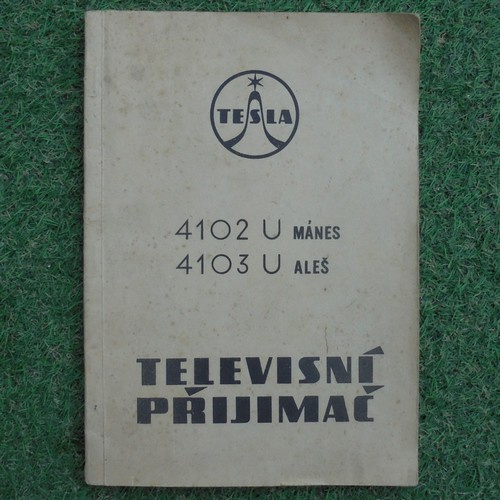 TESLA
4102 U MÁNES
4103 U ALEŠ
TELEVISNÍ
PŘIJIMAČ